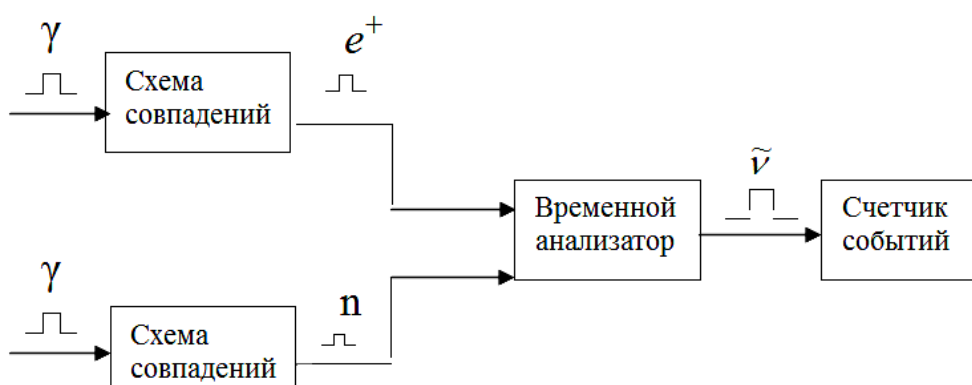 γ
Схема
совпадений
e⁺
γ
Схема
совпадений
n
Временной
анализатор
ν̃
Счетчик
событий